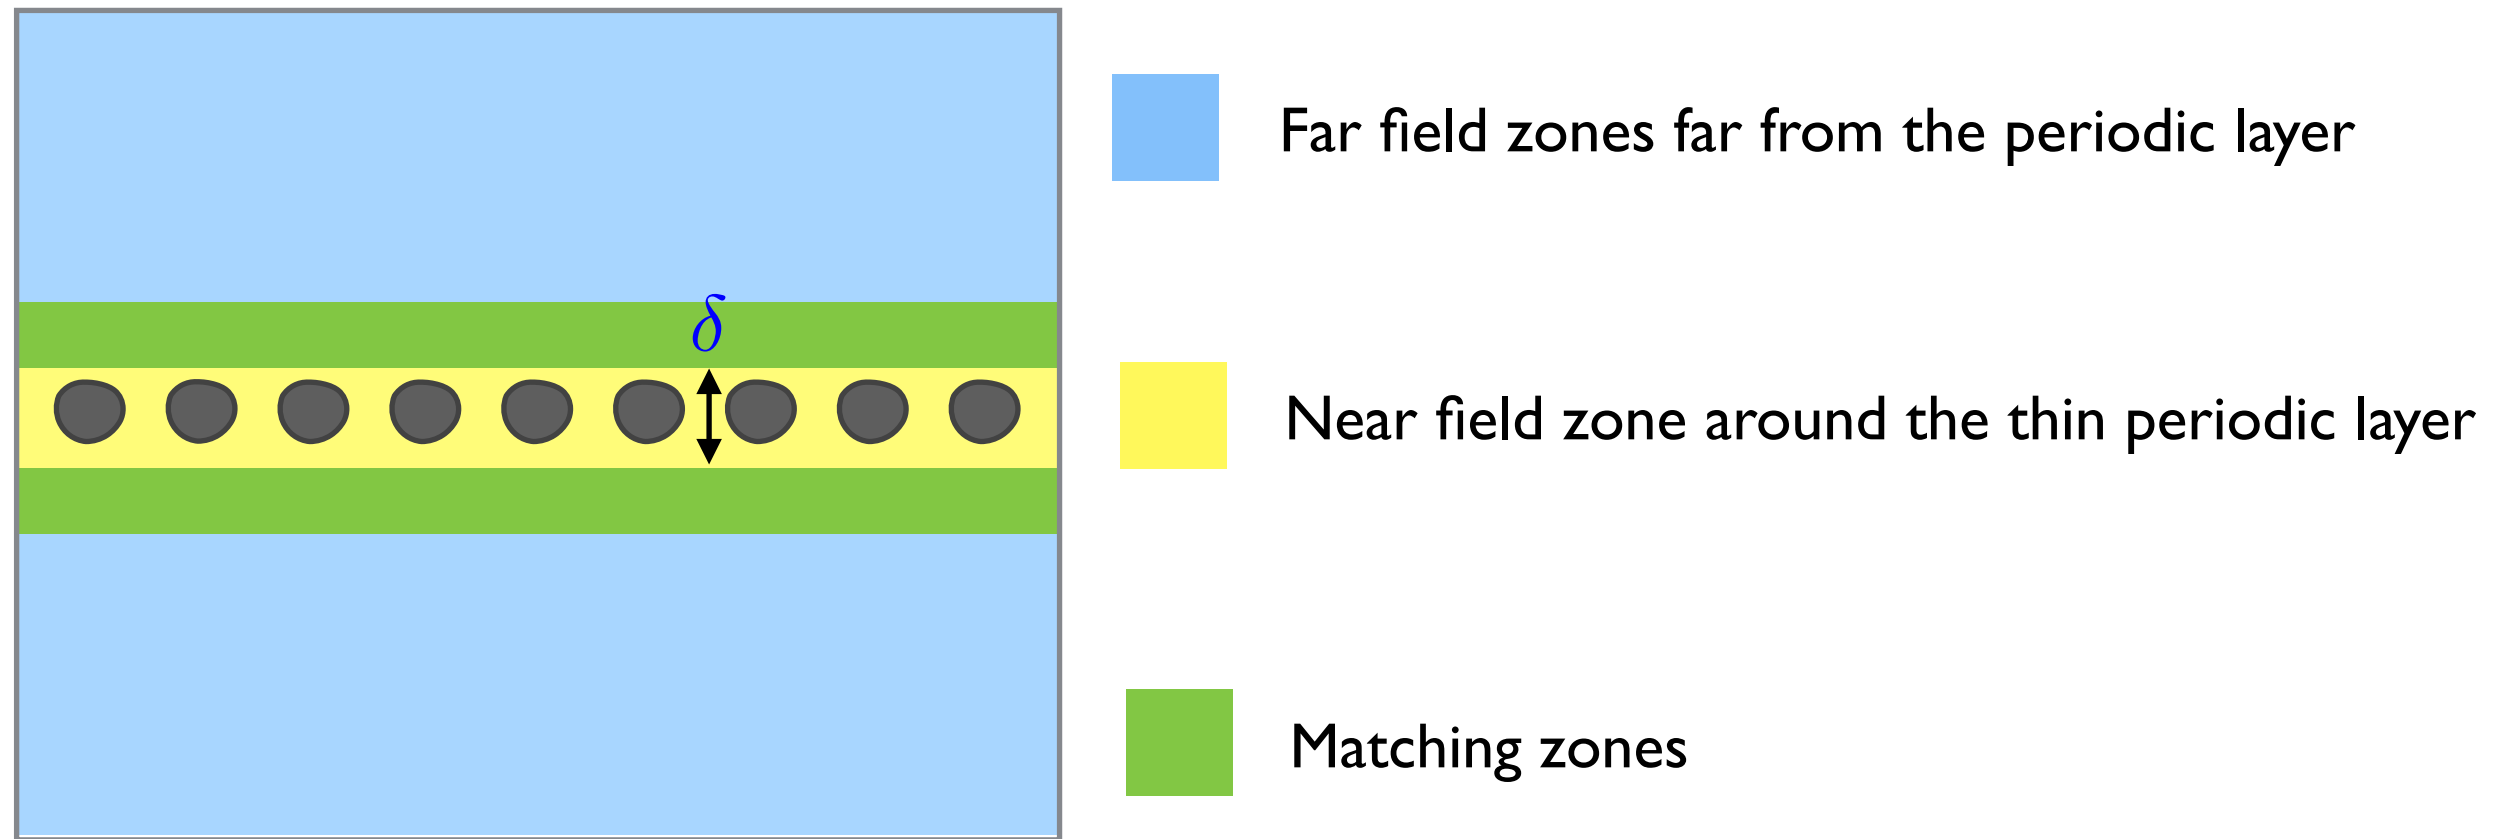 Far field zones far from the periodic layer
δ
Near field zone around the thin periodic layer
Matching zones